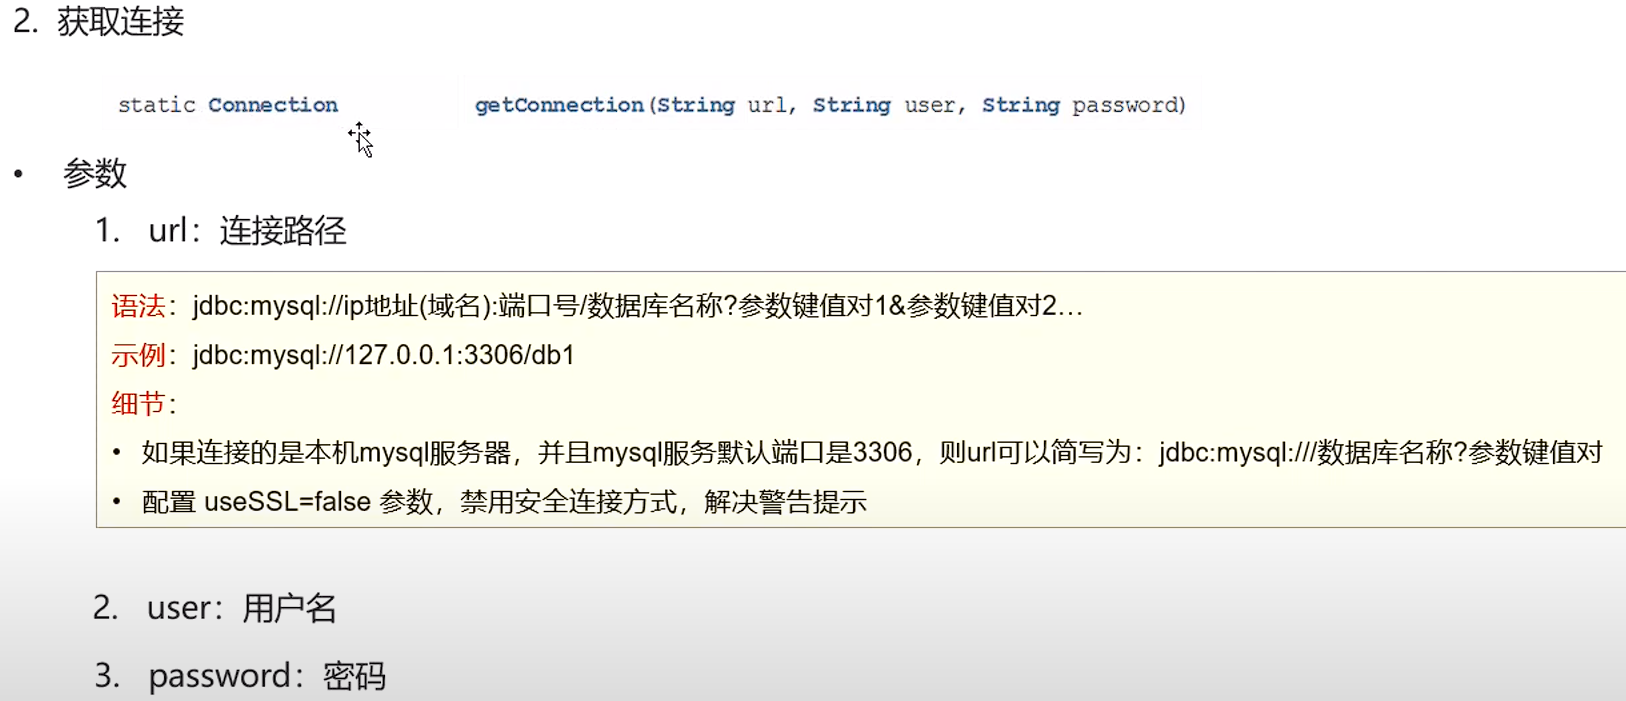 2. 获取连接
static Connection getConnection(String url, String user, String password)
• 参数
1. url：连接路径
语法：jdbc:mysql://ip地址(域名):端口号/数据库名称?参数键值对1&参数键值对2…
示例：jdbc:mysql://127.0.0.1:3306/db1
细节：
• 如果连接的是本机mysql服务器，并且mysql服务默认端口是3306，则url可以简写为：jdbc:mysql:///数据库名称?参数键值对
• 配置 useSSL=false 参数，禁用安全连接方式，解决警告提示
2. user：用户名
3. password：密码